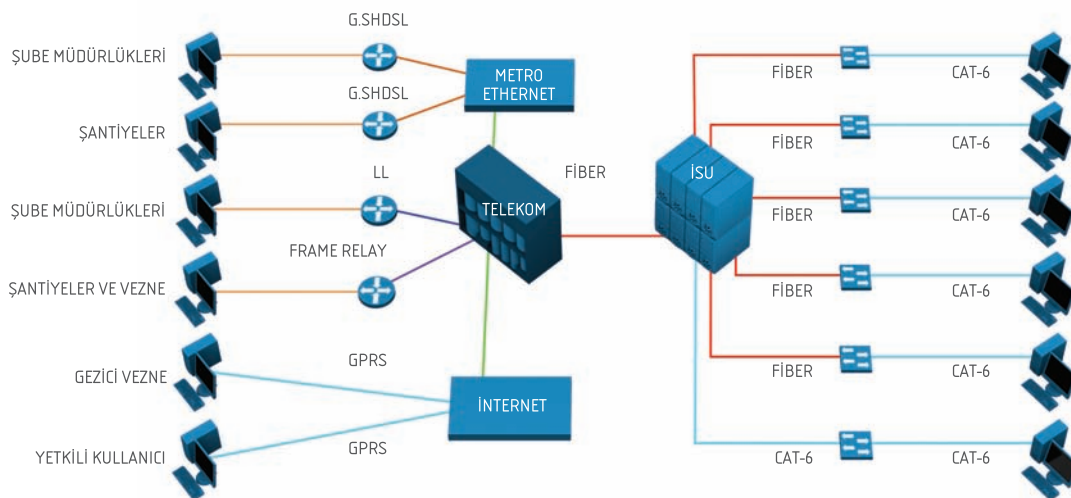 G.SHDSL
ŞUBE MÜDÜRLÜKLERİ
METRO
ETHERNET
FİBER
CAT-6
G.SHDSL
ŞANTİYELER
FİBER
CAT-6
LL
FİBER
İSU
ŞUBE MÜDÜRLÜKLERİ
TELEKOM
FİBER
CAT-6
FRAME RELAY
ŞANTİYELER VE VEZNE
FİBER
CAT-6
GPRS
GEZİCİ VEZNE
FİBER
CAT-6
İNTERNET
GPRS
YETKİLİ KULLANICI
CAT-6
CAT-6